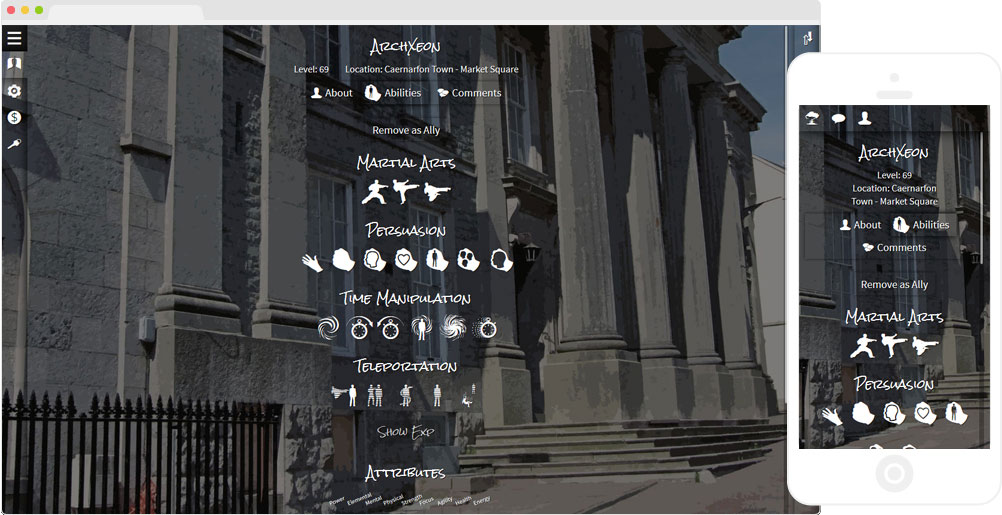 ArchXeon
Level: 69 Location: Caernarfon Town - Market Square
About Abilities Comments
Remove as Ally
Martial Arts
Persuasion
Time Manipulation
Teleportation
Show Exp
Attributes
Power Elemental Mental Physical Strength Focus Agility Health Energy
ArchXeon
Level: 69
Location: Caernarfon
Town - Market Square
About Abilities
Comments
Remove as Ally
Martial Arts
Persuasion